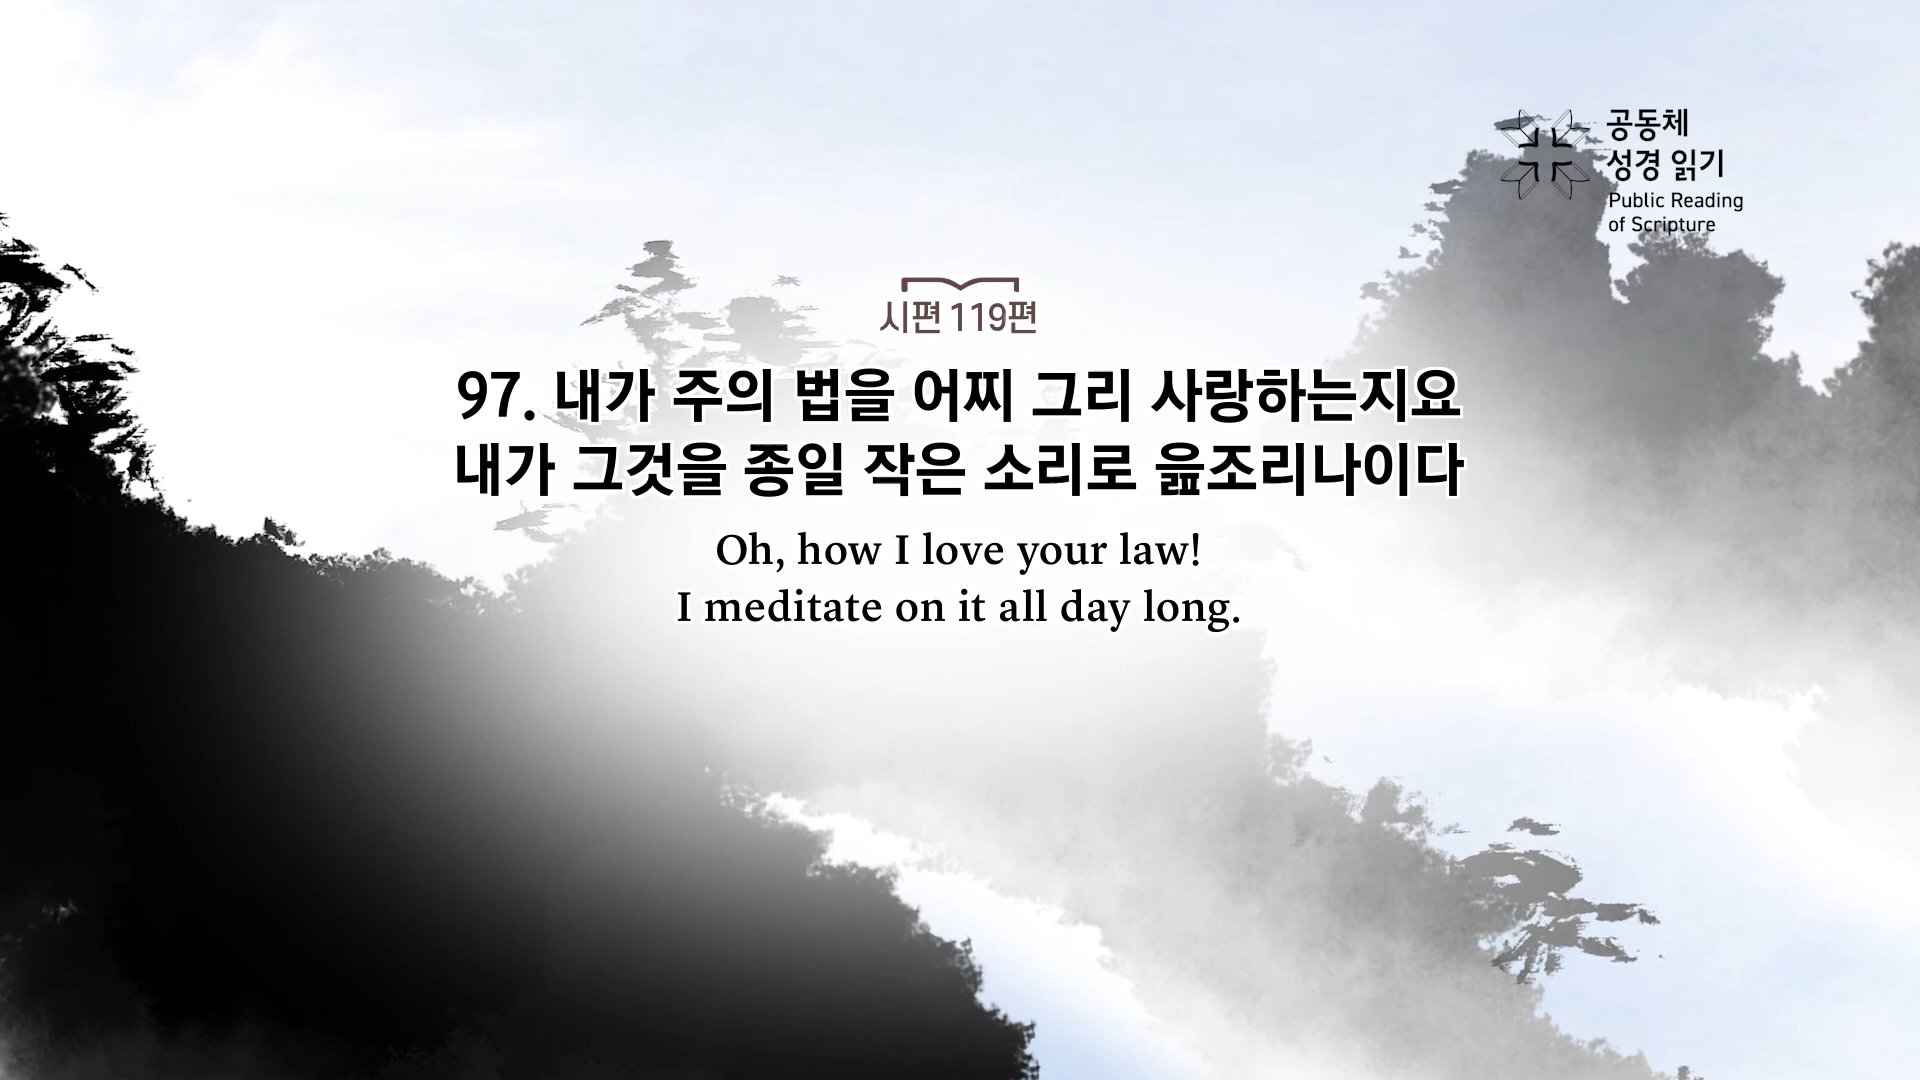 공동체
성경 읽기
Public Reading
of Scripture
시편 119편
97. 내가 주의 법을 어찌 그리 사랑하는지요
내가 그것을 종일 작은 소리로 읊조리나이다
Oh, how I love your law!
I meditate on it all day long.